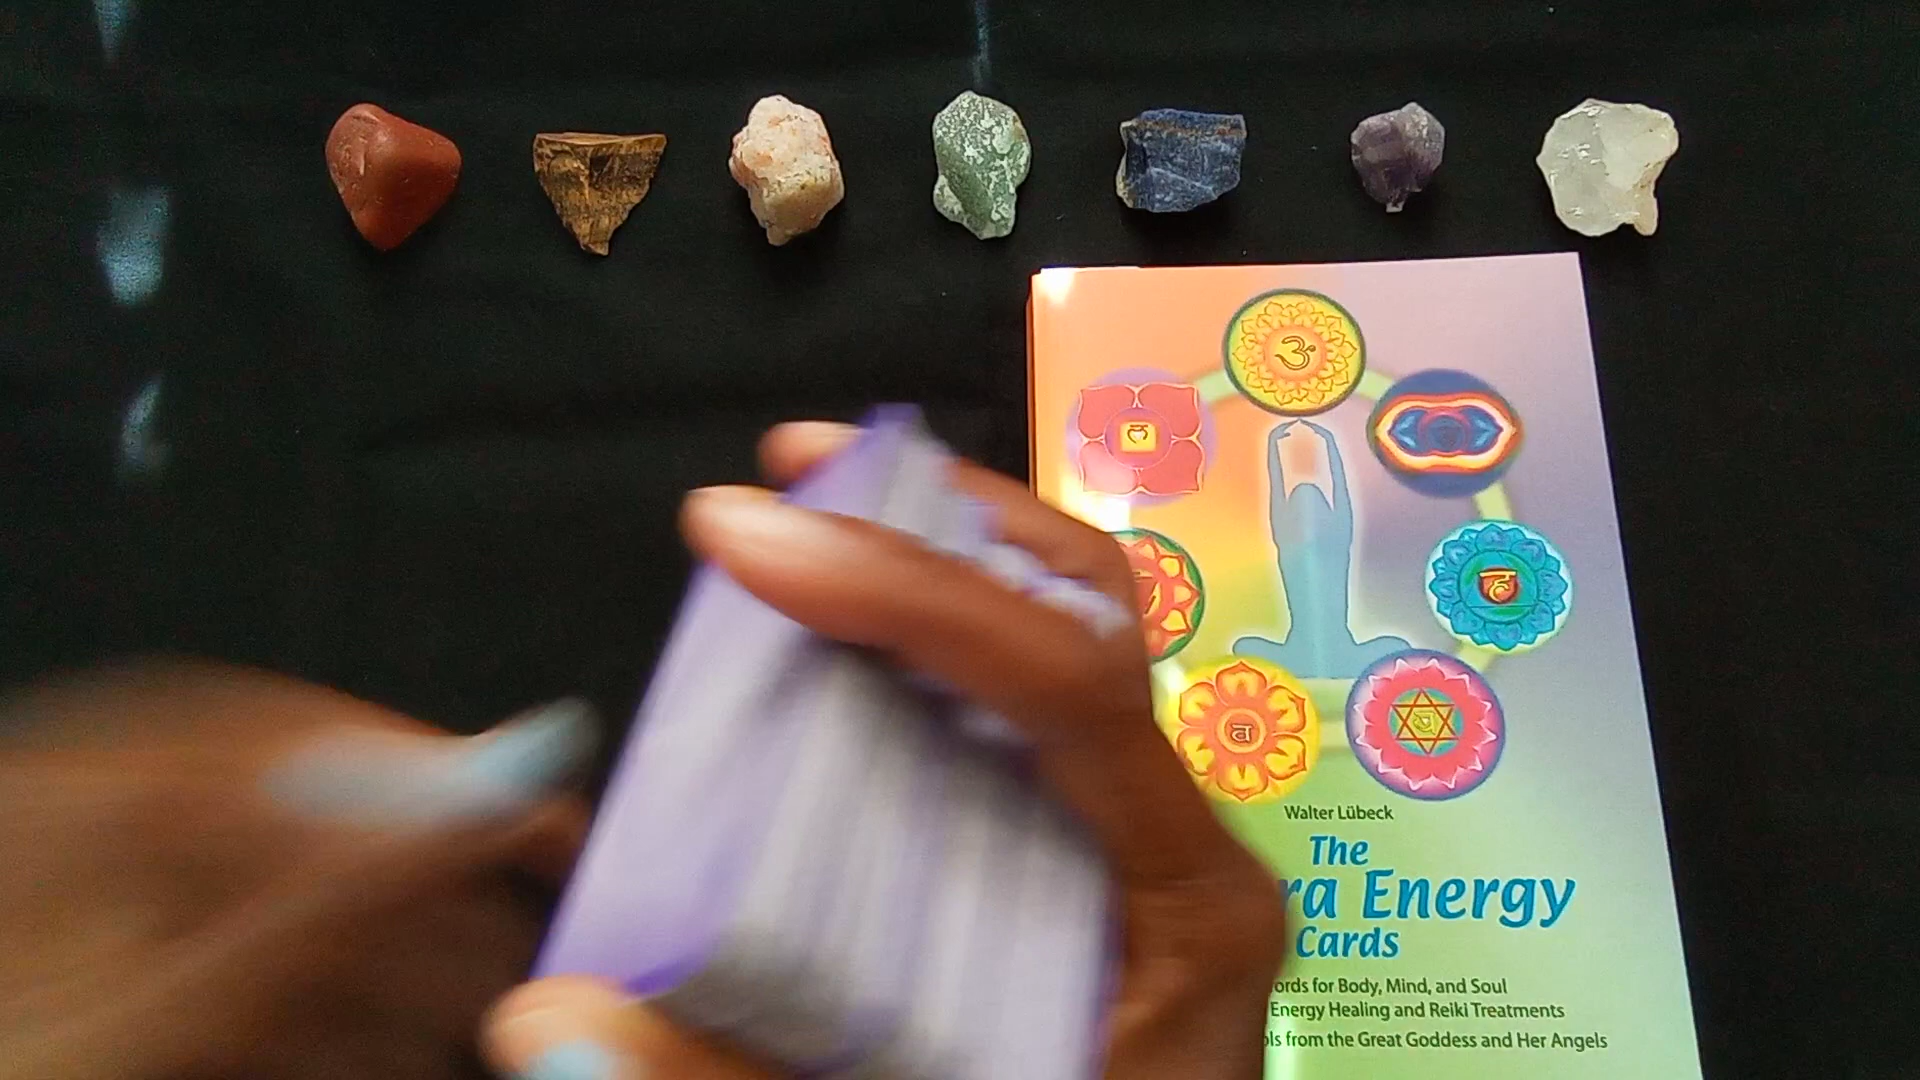 ॐ
Walter Lübeck
The
ra Energy
Cards
ords for Body, Mind, and Soul
Energy Healing and Reiki Treatments
ols from the Great Goddess and Her Angels